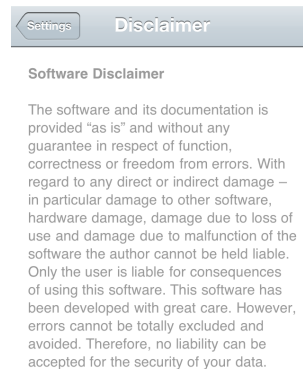 Settings
Disclaimer
Software Disclaimer
The software and its documentation is
provided “as is” and without any
guarantee in respect of function,
correctness or freedom from errors. With
regard to any direct or indirect damage –
in particular damage to other software,
hardware damage, damage due to loss of
use and damage due to malfunction of the
software the author cannot be held liable.
Only the user is liable for consequences
of using this software. This software has
been developed with great care. However,
errors cannot be totally excluded and
avoided. Therefore, no liability can be
accepted for the security of your data.